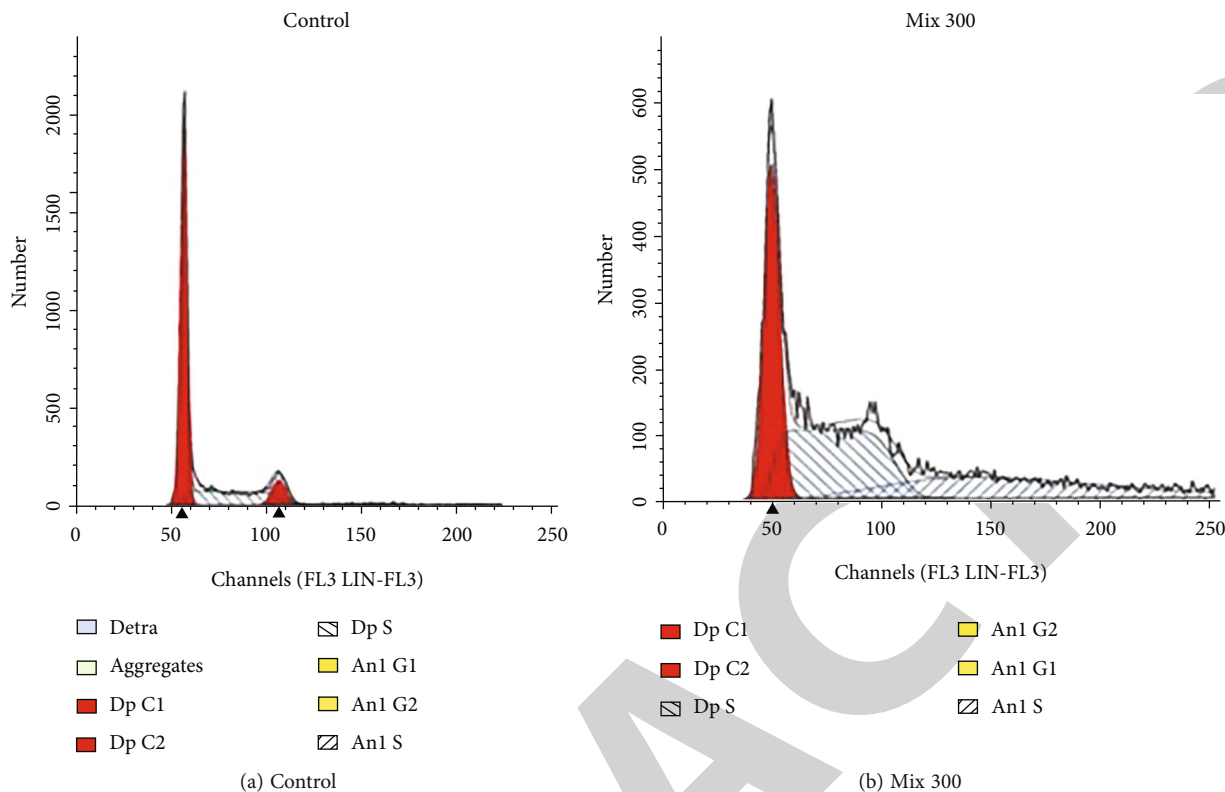 Control
Number
0
500
1000
1500
2000
0
50
100
150
200
250
Channels (FL3 LIN-FL3)
Detra
Aggregates
Dp C1
Dp C2
Dp S
An1 G1
An1 G2
An1 S
(a) Control
Mix 300
Number
0
100
200
300
400
500
600
0
50
100
150
200
250
Channels (FL3 LIN-FL3)
Dp C1
Dp C2
Dp S
An1 G2
An1 G1
An1 S
(b) Mix 300